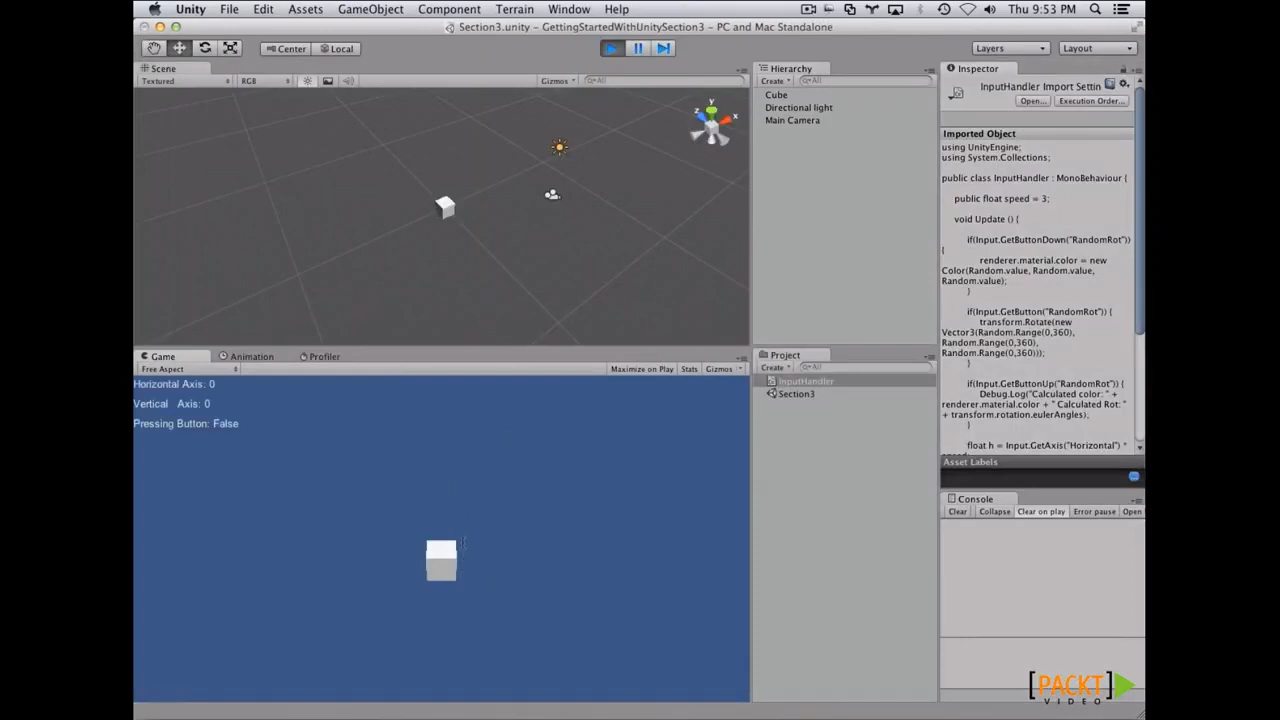 Unity File Edit Assets GameObject Component Terrain Window Help Thu 9:53 PM
Section3.unity – GettingStartedWithUnitySection3 – PC and Mac Standalone
Center Local Layers Layout
Scene
Textured RGB Gizmos All
Hierarchy
Create All
Cube
Directional light
Main Camera
Inspector
InputHandler Import Settin
Open... Execution Order...
Imported Object
using UnityEngine;
using System.Collections;
public class InputHandler : MonoBehaviour {
public float speed = 3;
void Update () {
if(Input.GetButtonDown("RandomRot"))
{
renderer.material.color = new
Color(Random.value, Random.value,
Random.value);
}
if(Input.GetButton("RandomRot")) {
transform.Rotate(new
Vector3(Random.Range(0,360),
Random.Range(0,360),
Random.Range(0,360)));
}
if(Input.GetButtonUp("RandomRot")) {
Debug.Log("Calculated color: " +
renderer.material.color + " Calculated Rot: "
+ transform.rotation.eulerAngles);
}
float h = Input.GetAxis("Horizontal") *
Asset Labels
Game Animation Profiler
Free Aspect Maximize on Play Stats Gizmos
Horizontal Axis: 0
Vertical Axis: 0
Pressing Button: False
Project
Create All
InputHandler
Section3
Console
Clear Collapse Clear on play Error pause Open
[PACKT]
VIDEO